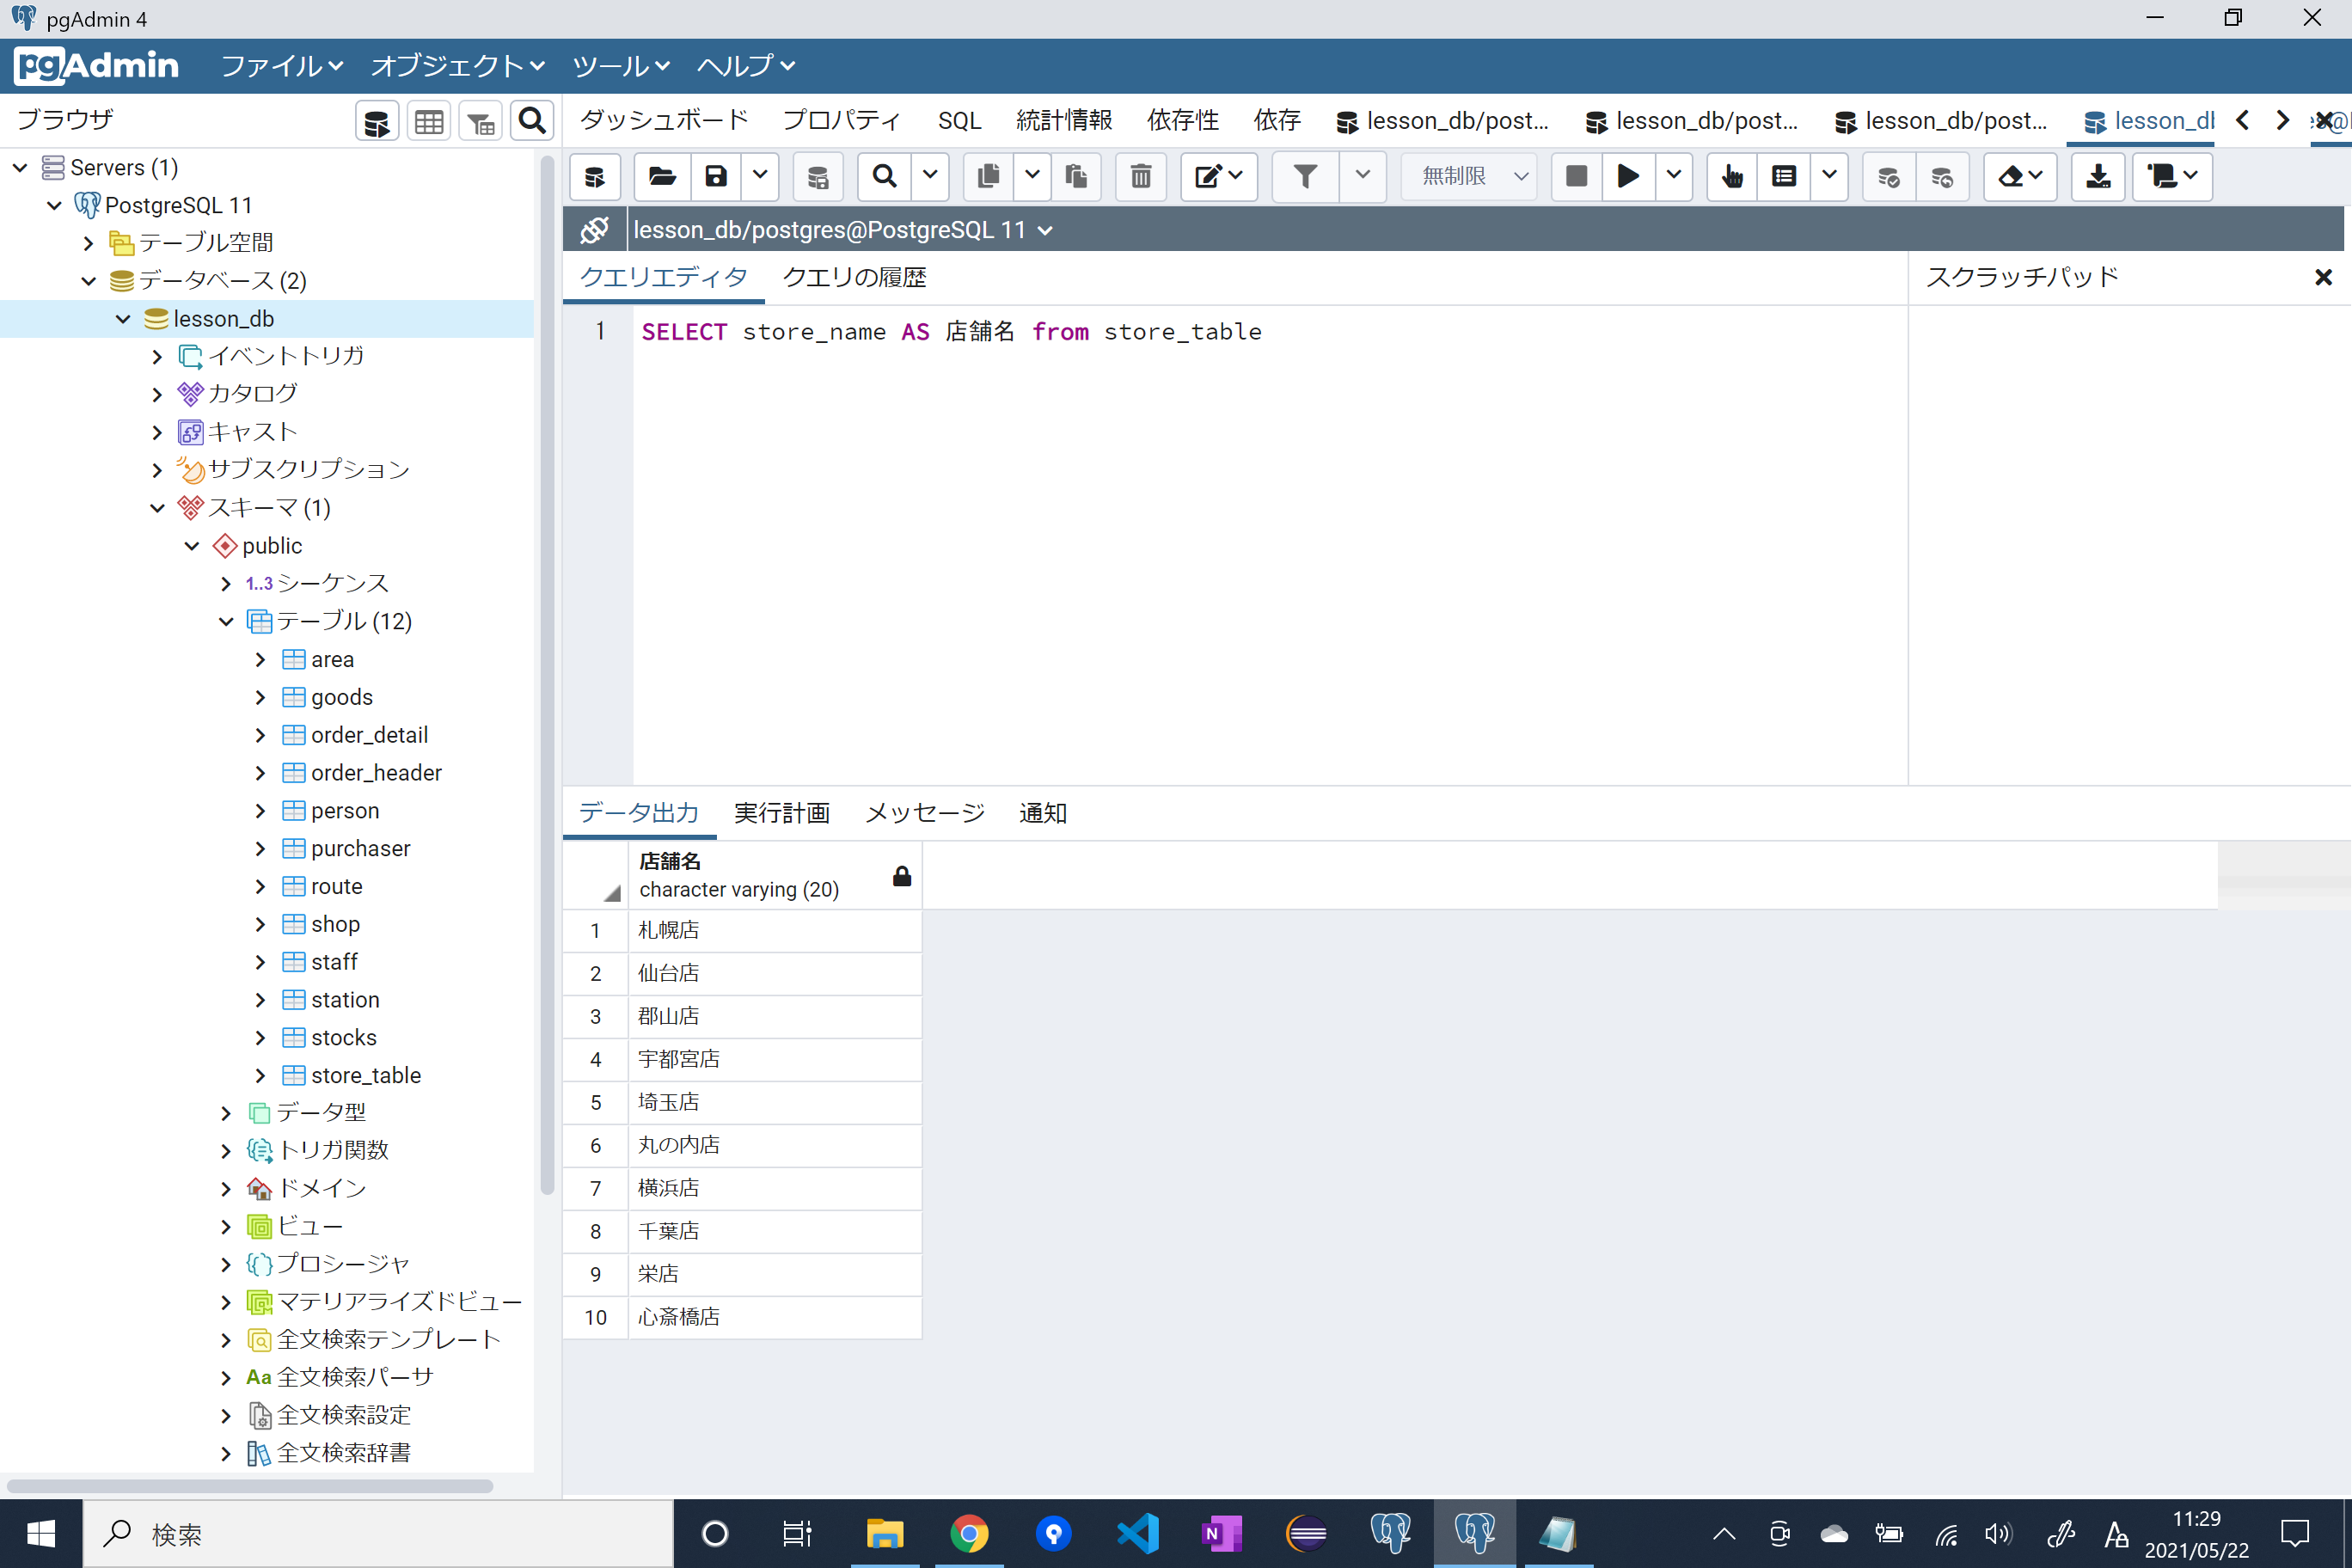 pgAdmin 4
pgAdmin ファイル オブジェクト ツール ヘルプ
ブラウザ
ダッシュボード プロパティ SQL 統計情報 依存性 依存 lesson_db/post... lesson_db/post... lesson_db/post... lesson_d
Servers (1)
PostgreSQL 11
テーブル空間
データベース (2)
lesson_db
イベントトリガ
カタログ
キャスト
サブスクリプション
スキーマ (1)
public
1..3 シーケンス
テーブル (12)
area
goods
order_detail
order_header
person
purchaser
route
shop
staff
station
stocks
store_table
データ型
トリガ関数
ドメイン
ビュー
プロシージャ
マテリアライズドビュー
全文検索テンプレート
Aa 全文検索パーサ
全文検索設定
全文検索辞書
無制限
lesson_db/postgres@PostgreSQL 11
クエリエディタ クエリの履歴
スクラッチパッド
1 SELECT store_name AS 店舗名 from store_table
データ出力 実行計画 メッセージ 通知
店舗名
character varying (20)
1 札幌店
2 仙台店
3 郡山店
4 宇都宮店
5 埼玉店
6 丸の内店
7 横浜店
8 千葉店
9 栄店
10 心斎橋店
検索
11:29
2021/05/22